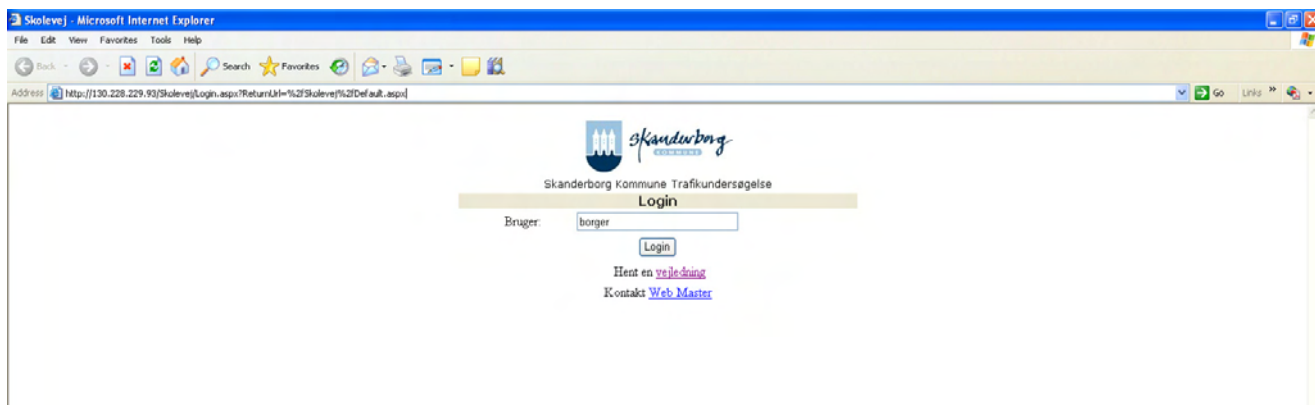 Skolevej - Microsoft Internet Explorer
File Edit View Favorites Tools Help
Back Search Favorites
Address http://130.228.229.93/Skolevej/Login.aspx?ReturnUrl=%2fSkolevej%2fDefault.aspx Go Links »
Skanderborg
KOMMUNE
Skanderborg Kommune Trafikundersøgelse
Login
Bruger: borger
Login
Hent en vejledning
Kontakt Web Master